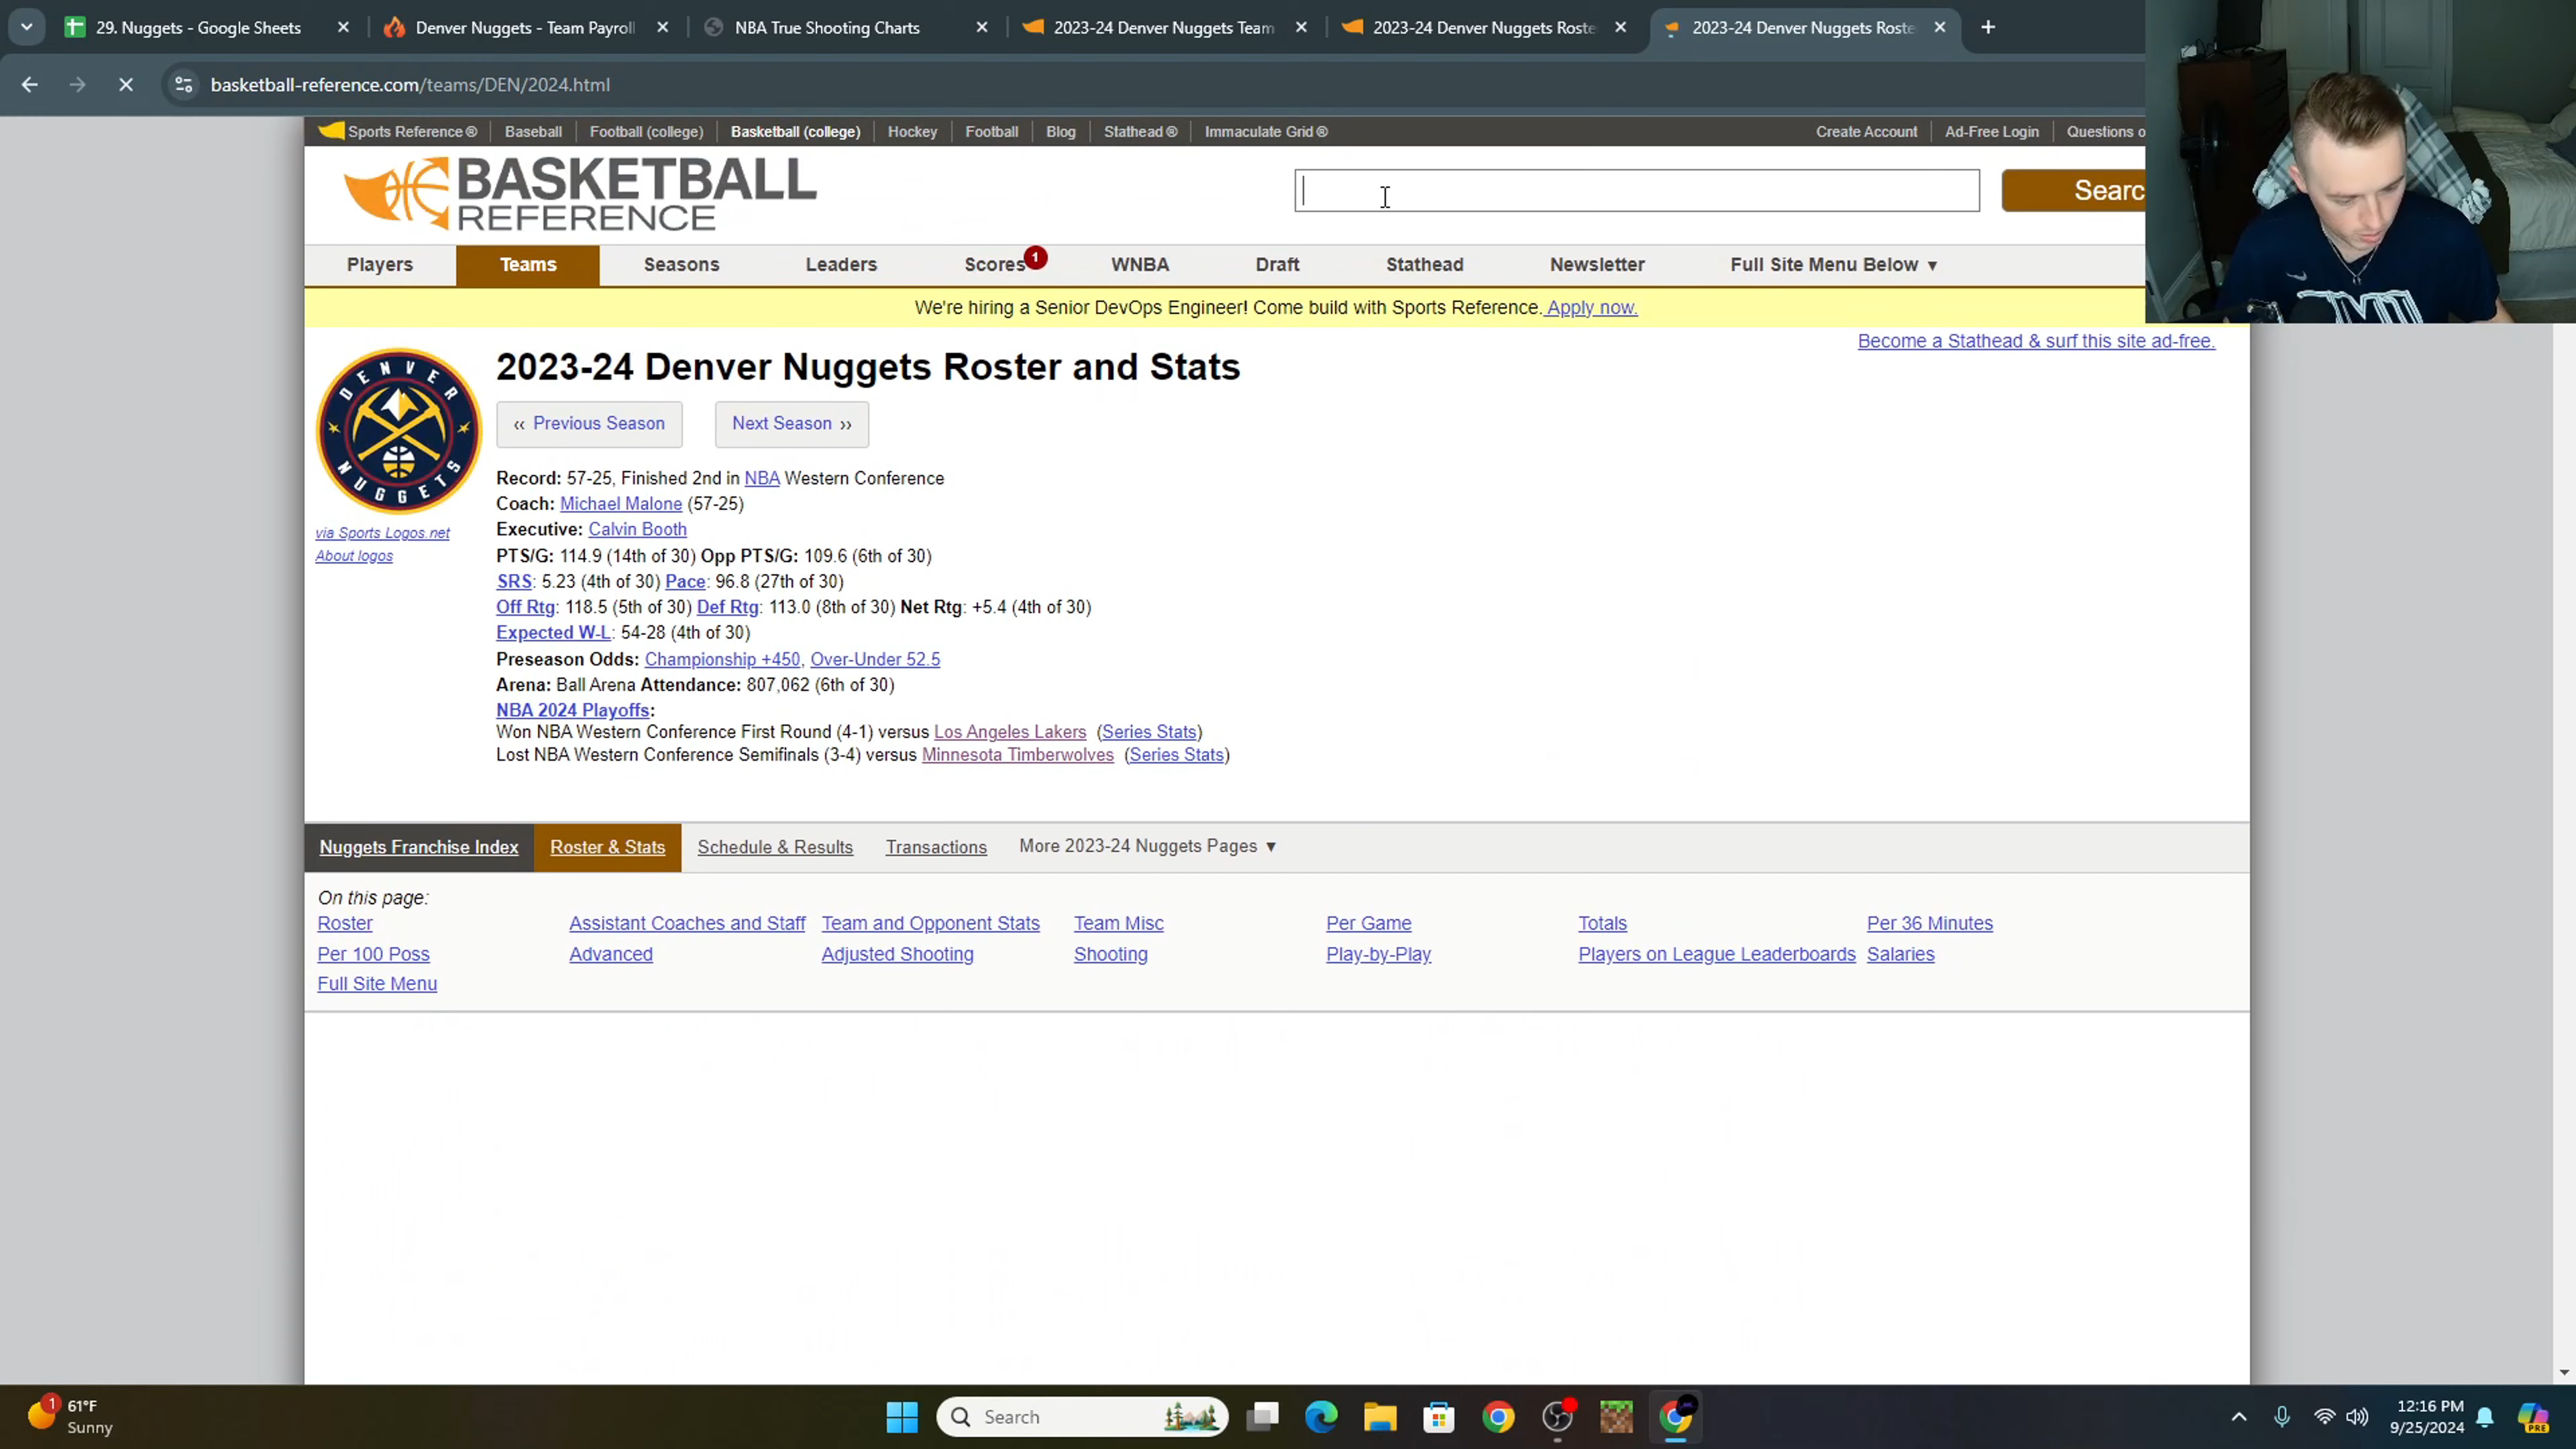 29. Nuggets - Google Sheets
Denver Nuggets - Team Payroll
NBA True Shooting Charts
2023-24 Denver Nuggets Team
2023-24 Denver Nuggets Roste
2023-24 Denver Nuggets Roste
basketball-reference.com/teams/DEN/2024.html
Sports Reference ® Baseball Football (college) Basketball (college) Hockey Football Blog Stathead ® Immaculate Grid ® Create Account Ad-Free Login Questions o
BASKETBALL
REFERENCE
Searc
Players Teams Seasons Leaders Scores 1 WNBA Draft Stathead Newsletter Full Site Menu Below ▼
We're hiring a Senior DevOps Engineer! Come build with Sports Reference. Apply now.
Become a Stathead & surf this site ad-free.
DENVER
NUGGETS
via Sports Logos.net
About logos
2023-24 Denver Nuggets Roster and Stats
‹‹ Previous Season Next Season ››
Record: 57-25, Finished 2nd in NBA Western Conference
Coach: Michael Malone (57-25)
Executive: Calvin Booth
PTS/G: 114.9 (14th of 30) Opp PTS/G: 109.6 (6th of 30)
SRS: 5.23 (4th of 30) Pace: 96.8 (27th of 30)
Off Rtg: 118.5 (5th of 30) Def Rtg: 113.0 (8th of 30) Net Rtg: +5.4 (4th of 30)
Expected W-L: 54-28 (4th of 30)
Preseason Odds: Championship +450, Over-Under 52.5
Arena: Ball Arena Attendance: 807,062 (6th of 30)
NBA 2024 Playoffs:
Won NBA Western Conference First Round (4-1) versus Los Angeles Lakers (Series Stats)
Lost NBA Western Conference Semifinals (3-4) versus Minnesota Timberwolves (Series Stats)
Nuggets Franchise Index Roster & Stats Schedule & Results Transactions More 2023-24 Nuggets Pages ▼
On this page:
Roster Assistant Coaches and Staff Team and Opponent Stats Team Misc Per Game Totals Per 36 Minutes
Per 100 Poss Advanced Adjusted Shooting Shooting Play-by-Play Players on League Leaderboards Salaries
Full Site Menu
1
61°F
Sunny
Search
PRE
12:16 PM
9/25/2024